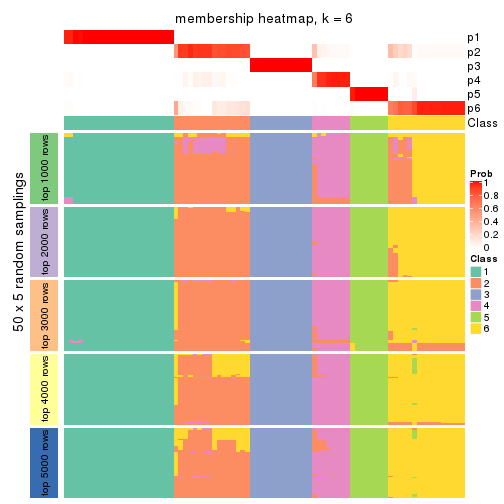 membership heatmap, k = 6
p1
p2
p3
p4
p5
p6
Class
50 x 5 random samplings
top 1000 rows
top 2000 rows
top 3000 rows
top 4000 rows
top 5000 rows
Prob
1
0.8
0.6
0.4
0.2
0
Class
1
2
3
4
5
6